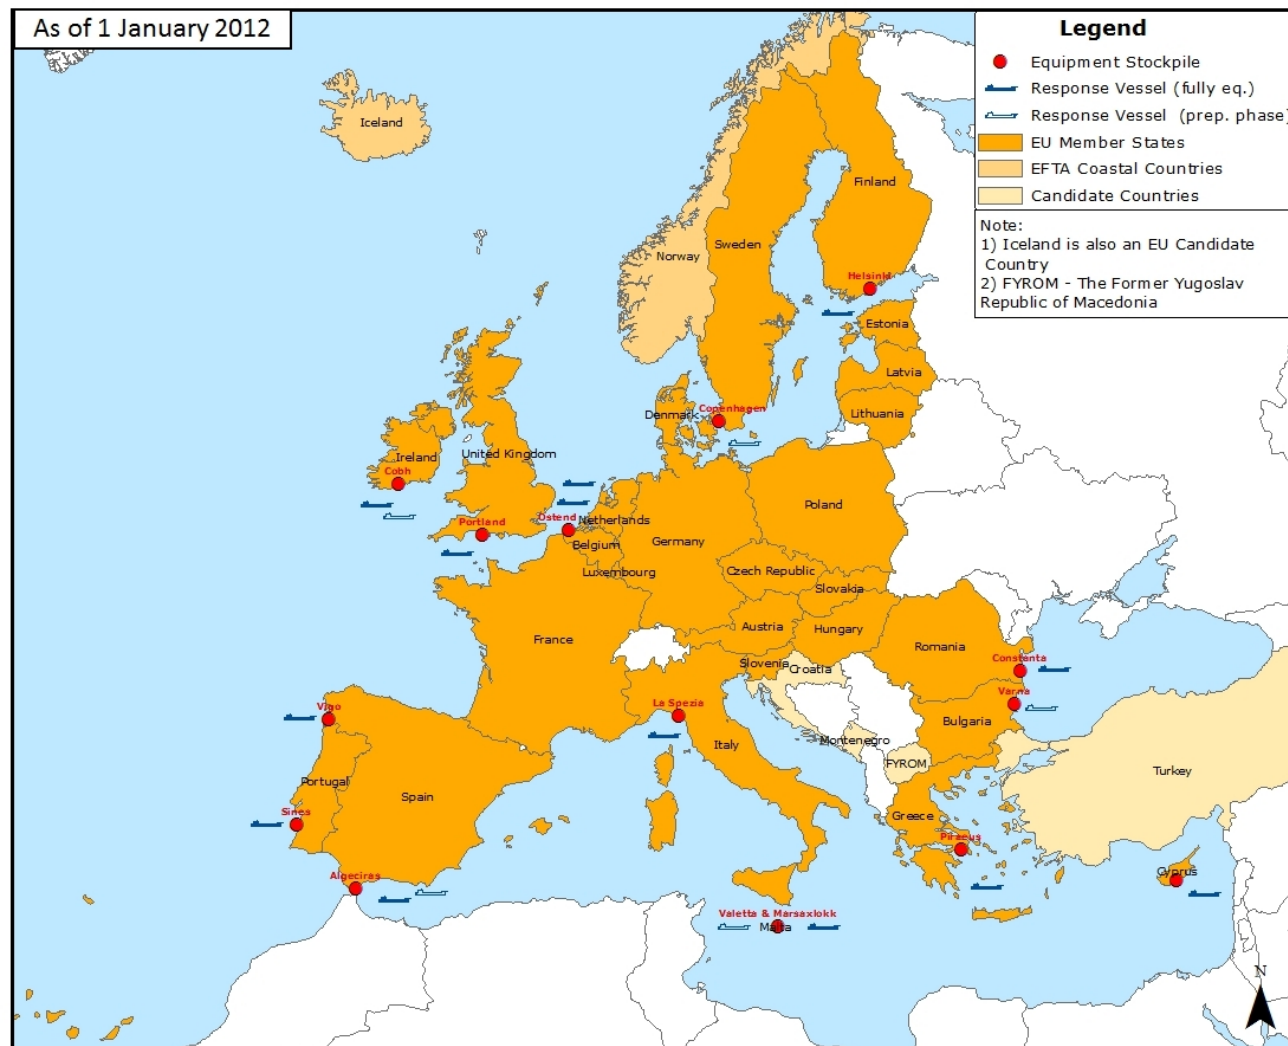 As of 1 January 2012
Legend
Equipment Stockpile
Response Vessel (fully eq.)
Response Vessel (prep. phase)
EU Member States
EFTA Coastal Countries
Candidate Countries
Note:
1) Iceland is also an EU Candidate
Country
2) FYROM - The Former Yugoslav
Republic of Macedonia
Iceland
Finland
Sweden
Norway
Helsinki
Estonia
Latvia
Lithuania
Denmark
Copenhagen
Ireland
United Kingdom
Cobh
Portland
Ostend
Netherlands
Belgium
Luxembourg
Germany
Poland
Czech Republic
Slovakia
Austria
Hungary
France
Romania
Slovenia
Croatia
Constenta
Varna
Bulgaria
Vigo
La Spezia
Italy
Montenegro
FYROM
Turkey
Portugal
Spain
Sines
Greece
Piraeus
Cyprus
Algeciras
Valetta & Marsaxlokk
Malta
N